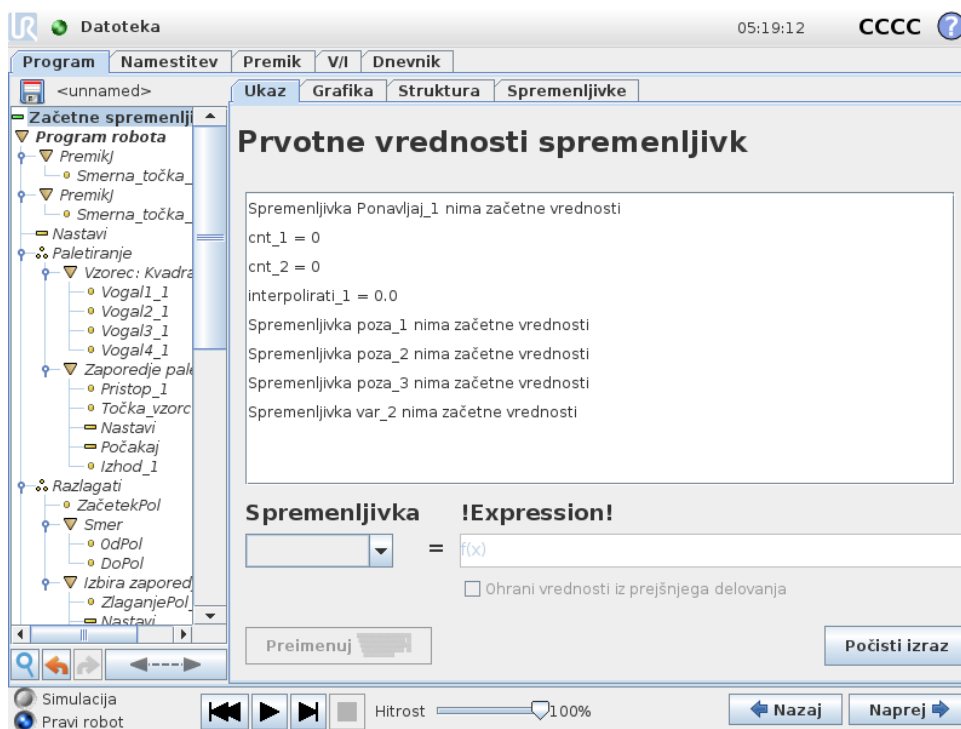 UR Datoteka 05:19:12 CCCC ?
Program Namestitev Premik V/I Dnevnik
<unnamed>
Ukaz Grafika Struktura Spremenljivke
Začetne spremenlji
Program robota
PremikJ
Smerna_točka_
PremikJ
Smerna_točka_
Nastavi
Paletiranje
Vzorec: Kvadra
Vogal1_1
Vogal2_1
Vogal3_1
Vogal4_1
Zaporedje pale
Pristop_1
Točka_vzorc
Nastavi
Počakaj
Izhod_1
Razlagati
ZačetekPol
Smer
OdPol
DoPol
Izbira zapored
ZlaganjePol_
Nastavi
Prvotne vrednosti spremenljivk
Spremenljivka Ponavljaj_1 nima začetne vrednosti
cnt_1 = 0
cnt_2 = 0
interpolirati_1 = 0.0
Spremenljivka poza_1 nima začetne vrednosti
Spremenljivka poza_2 nima začetne vrednosti
Spremenljivka poza_3 nima začetne vrednosti
Spremenljivka var_2 nima začetne vrednosti
Spremenljivka !Expression!
= f(x)
Ohrani vrednosti iz prejšnjega delovanja
Preimenuj
Počisti izraz
Simulacija
Pravi robot
Hitrost 100%
Nazaj Naprej